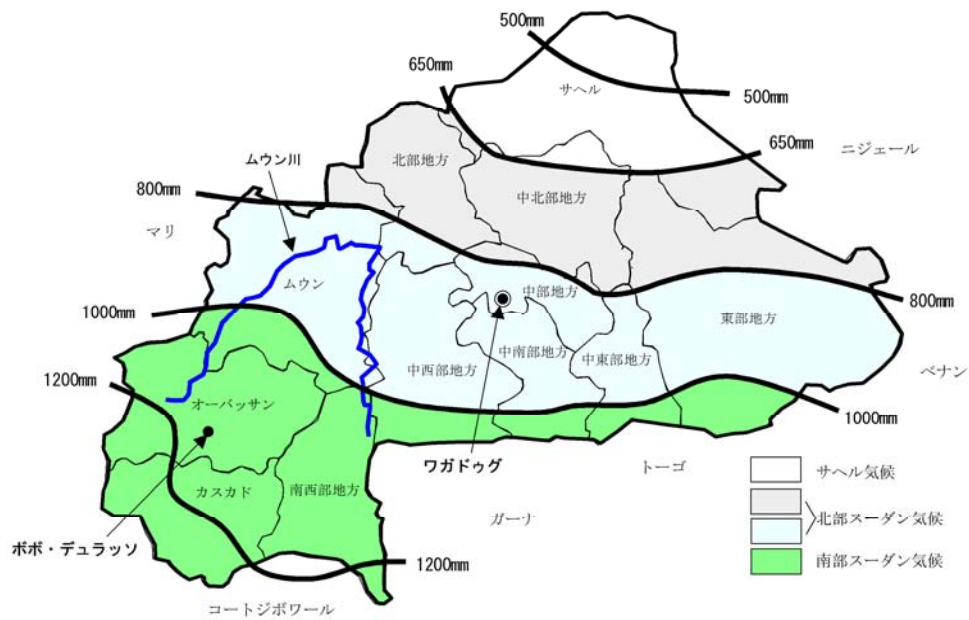 500mm
500mm
650mm
サヘル
650mm
ニジェール
ムウン川
北部地方
800mm
中北部地方
マリ
ムウン
中部地方
800mm
1000mm
東部地方
中南部地方
中東部地方
中西部地方
ベナン
1200mm
オーバッサン
1000mm
ワガドゥグ
トーゴ
サヘル気候
カスカド
南西部地方
ガーナ
北部スーダン気候
ボボ・デュラッソ
1200mm
南部スーダン気候
コートジボワール